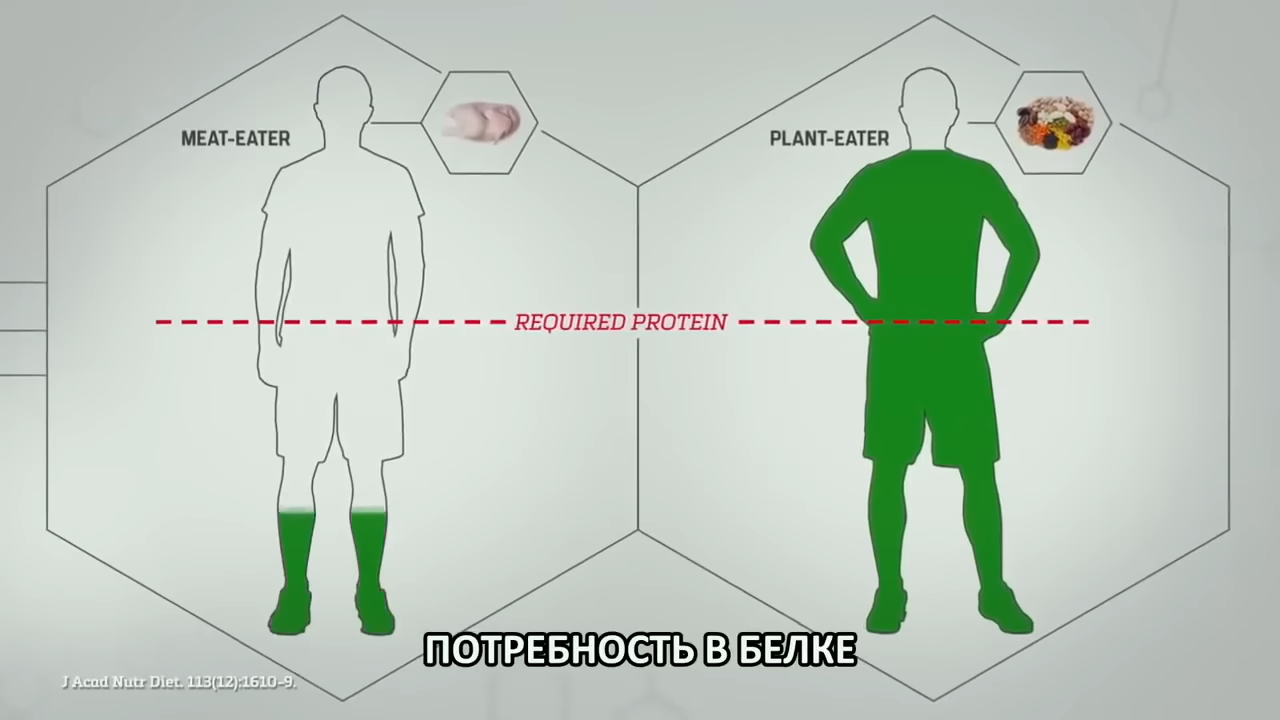 MEAT-EATER
PLANT-EATER
REQUIRED PROTEIN
ПОТРЕБНОСТЬ В БЕЛКЕ
J Acad Nutr Diet. 113(12):1610-9.